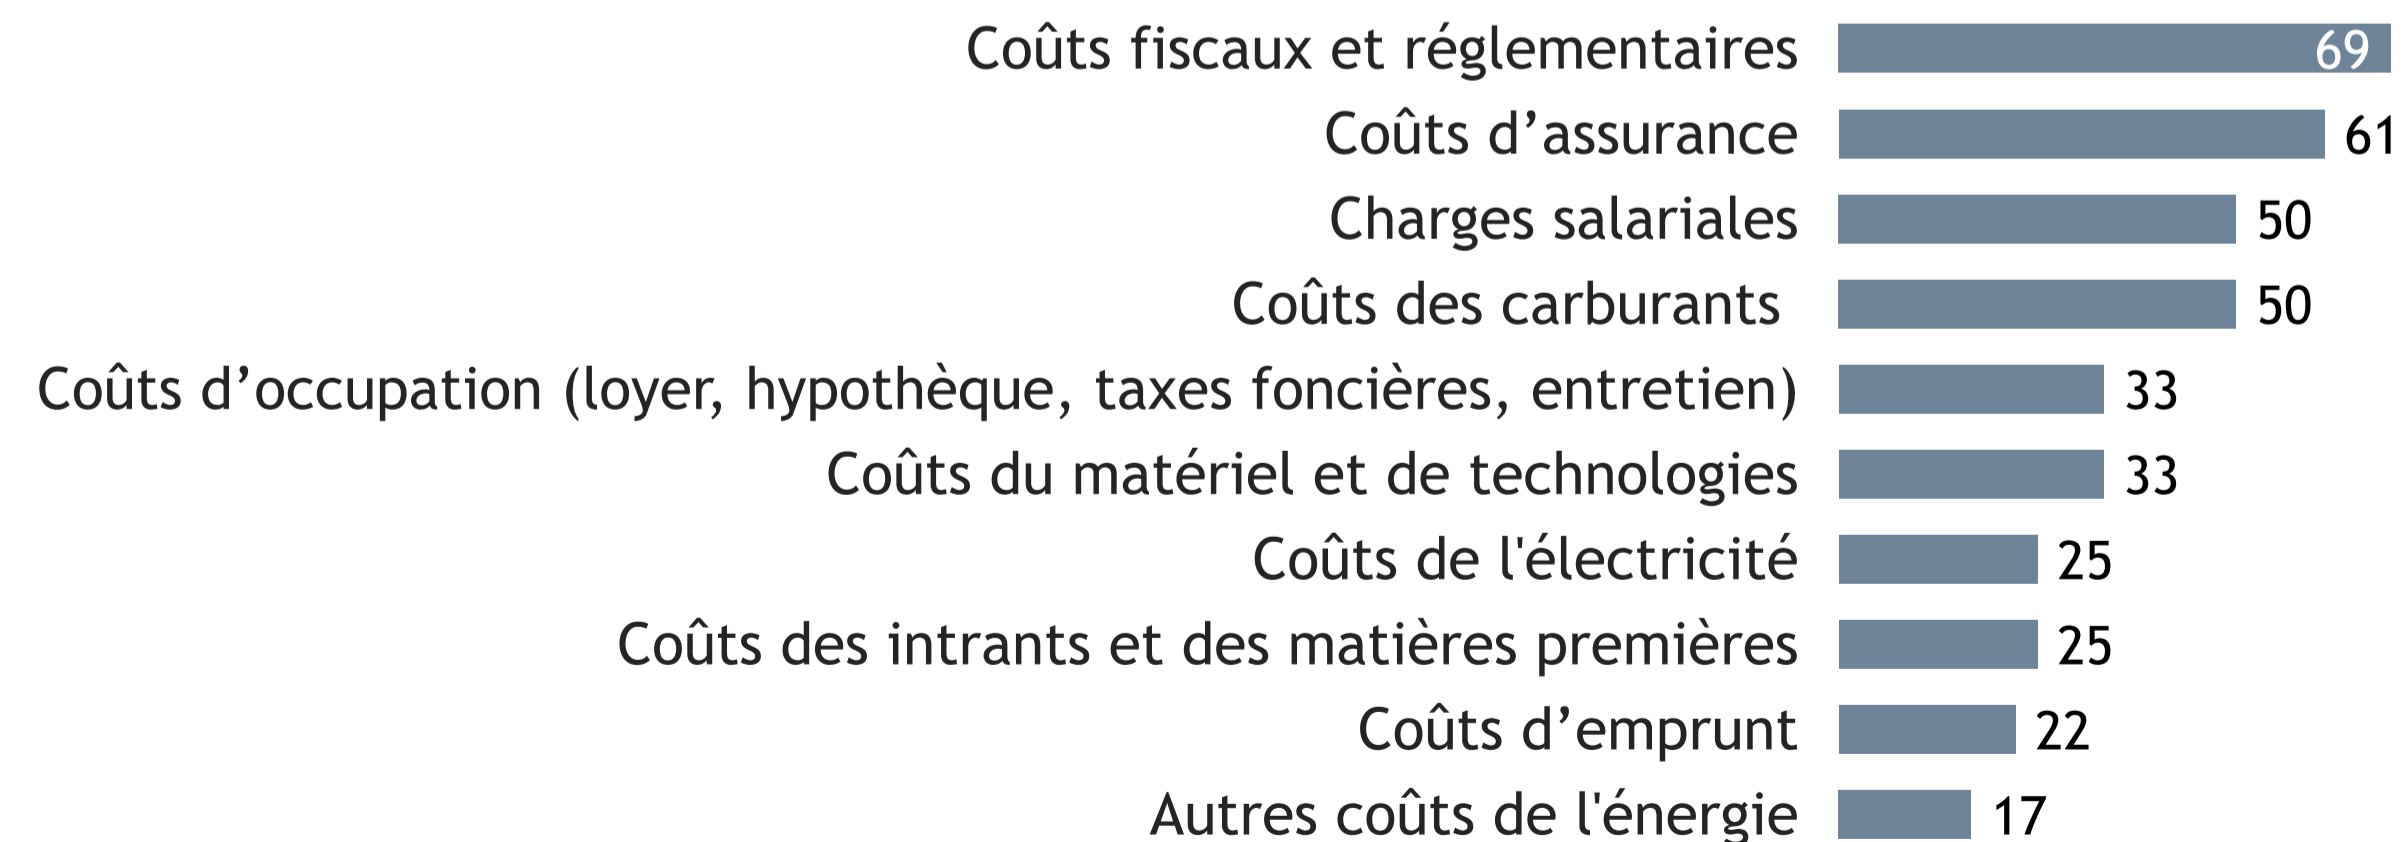 Coûts fiscaux et réglementaires 69
Coûts d’assurance 61
Charges salariales 50
Coûts des carburants 50
Coûts d’occupation (loyer, hypothèque, taxes foncières, entretien) 33
Coûts du matériel et de technologies 33
Coûts de l'électricité 25
Coûts des intrants et des matières premières 25
Coûts d’emprunt 22
Autres coûts de l'énergie 17